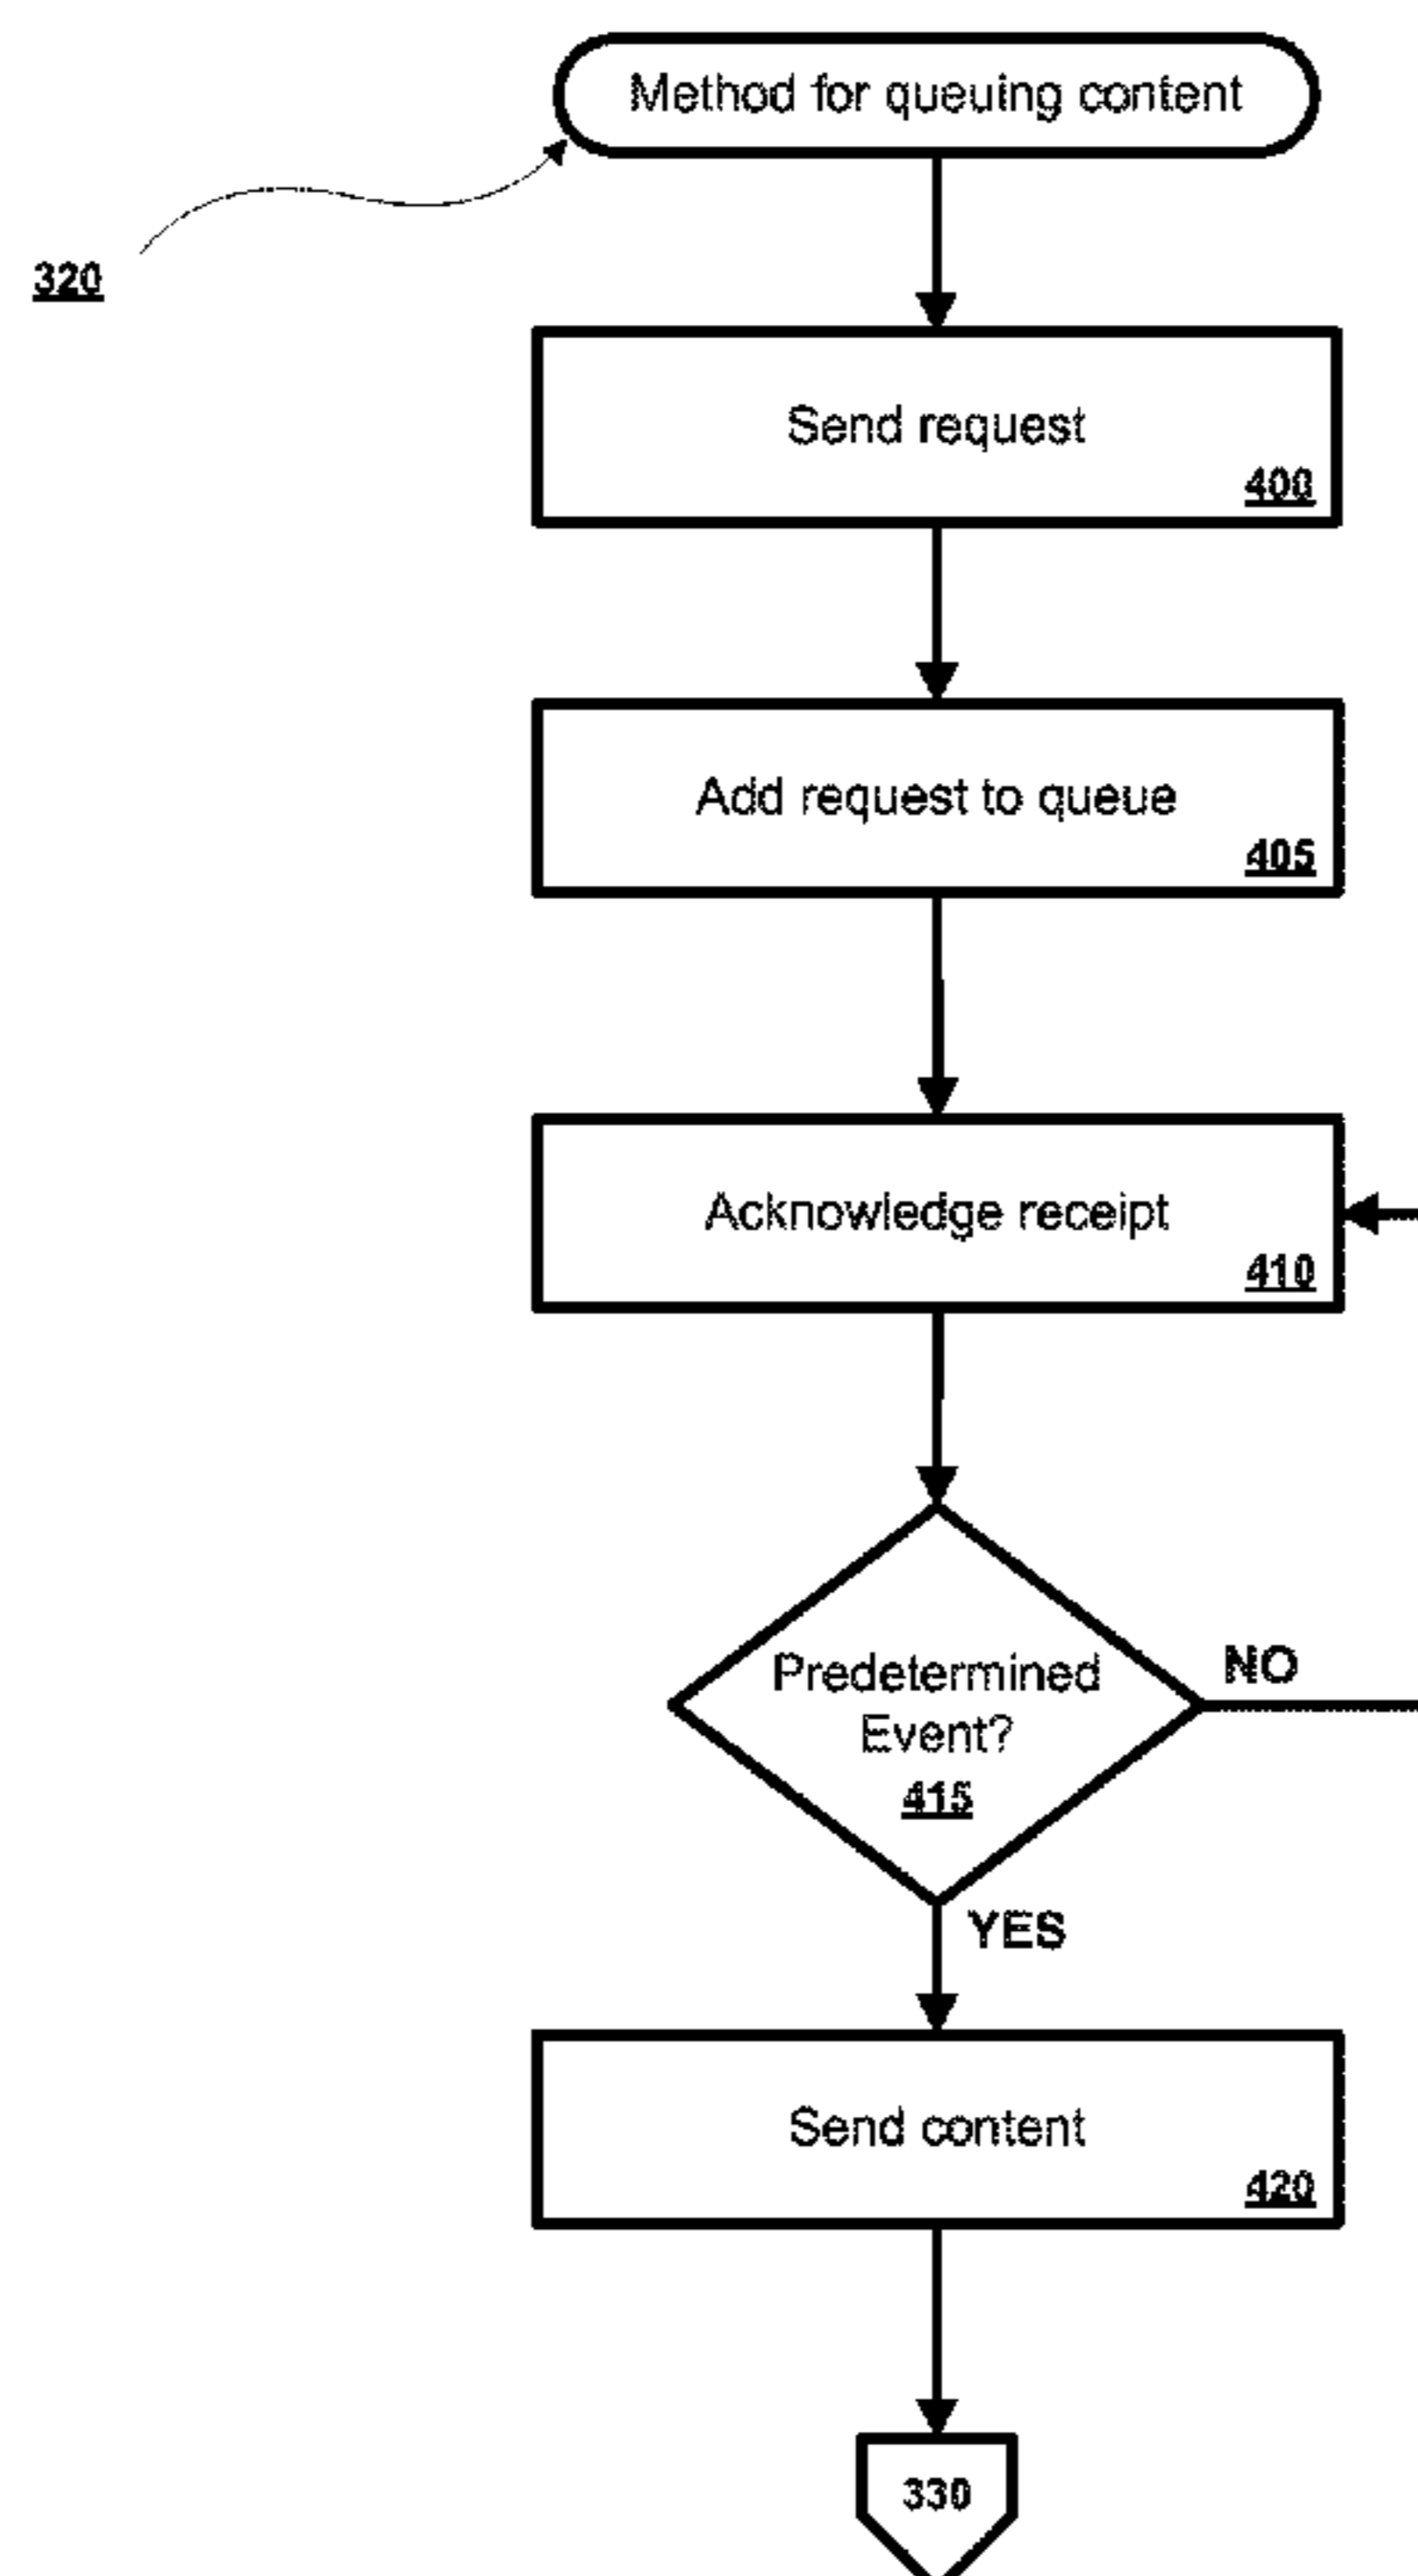 Method for queuing content
320
Send request
400
Add request to queue
405
Acknowledge receipt
410
Predetermined
Event?
415
NO
YES
Send content
420
330